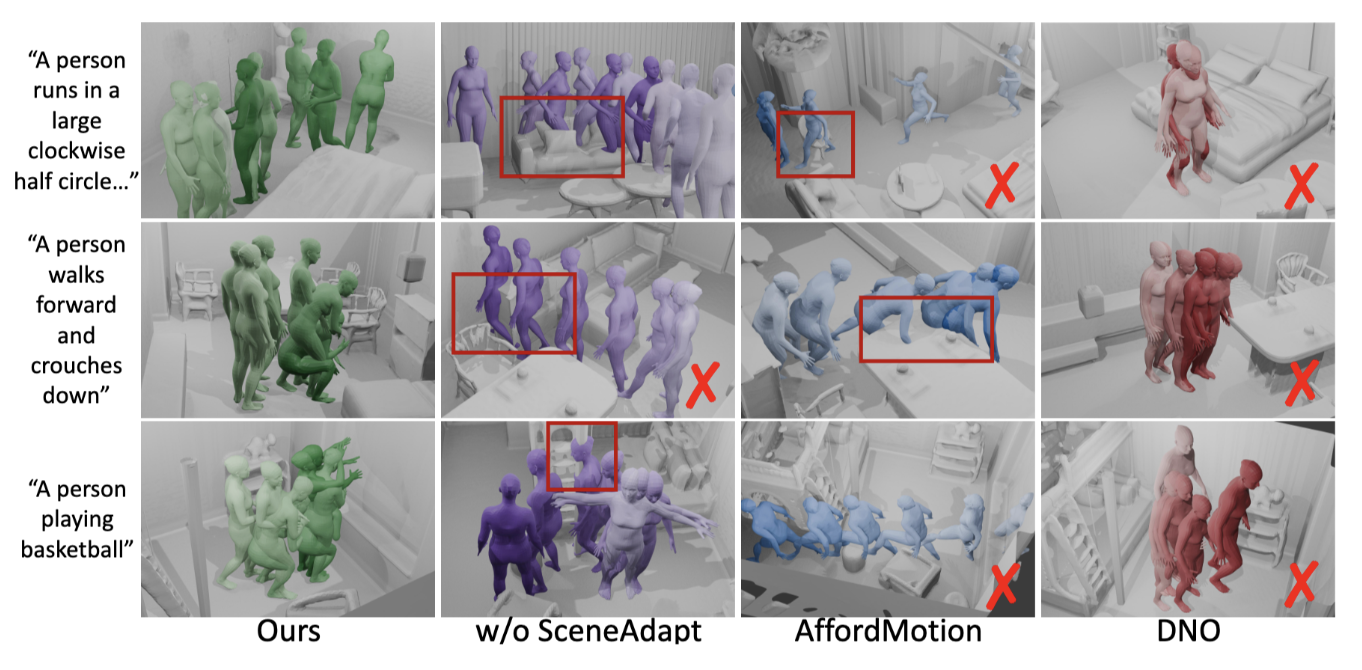 “A person
runs in a
large
clockwise
half circle...”
“A person
walks
forward
and
crouches
down”
“A person
playing
basketball”
Ours
w/o SceneAdapt
AffordMotion
DNO